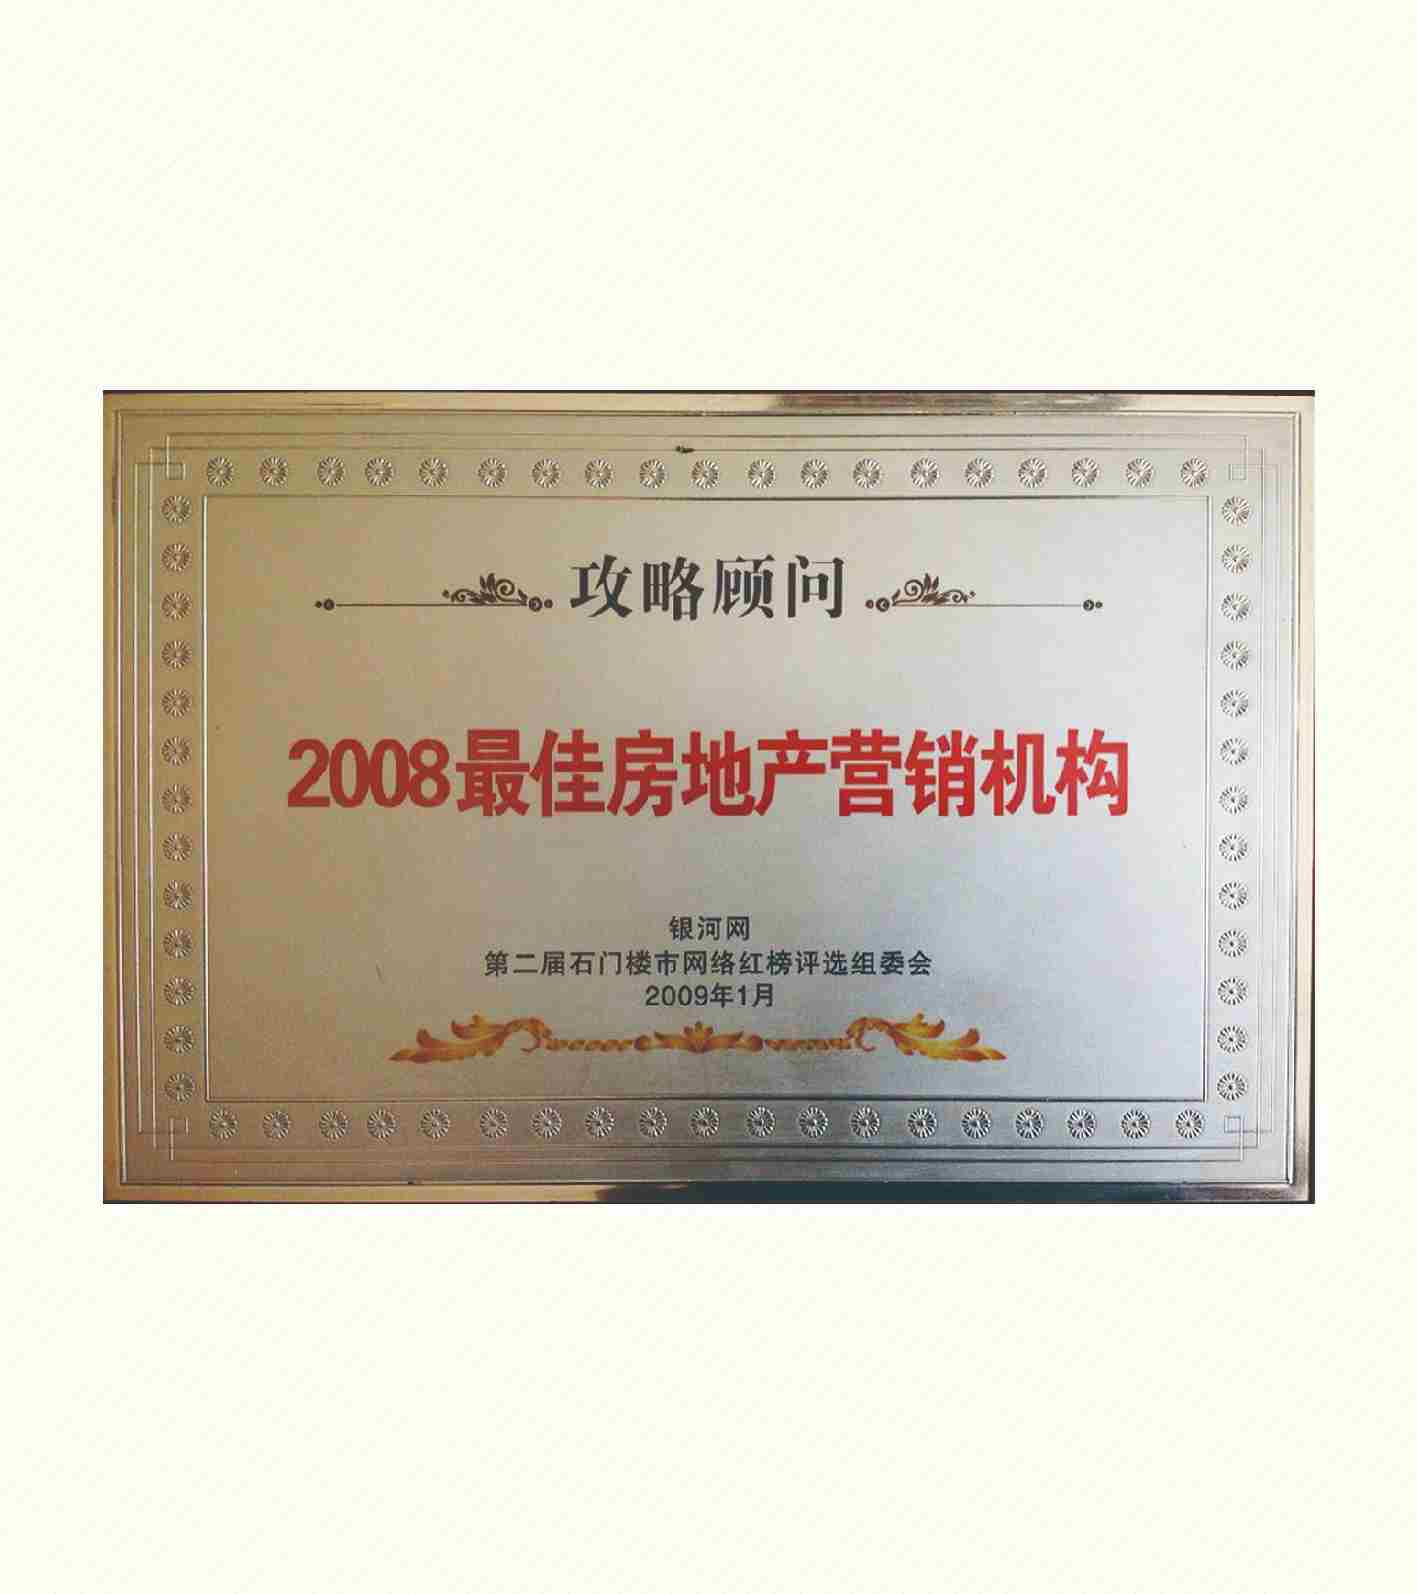 攻略顾问
2008最佳房地产营销机构
银河网
第二届石门楼市网络红榜评选组委会
2009年1月